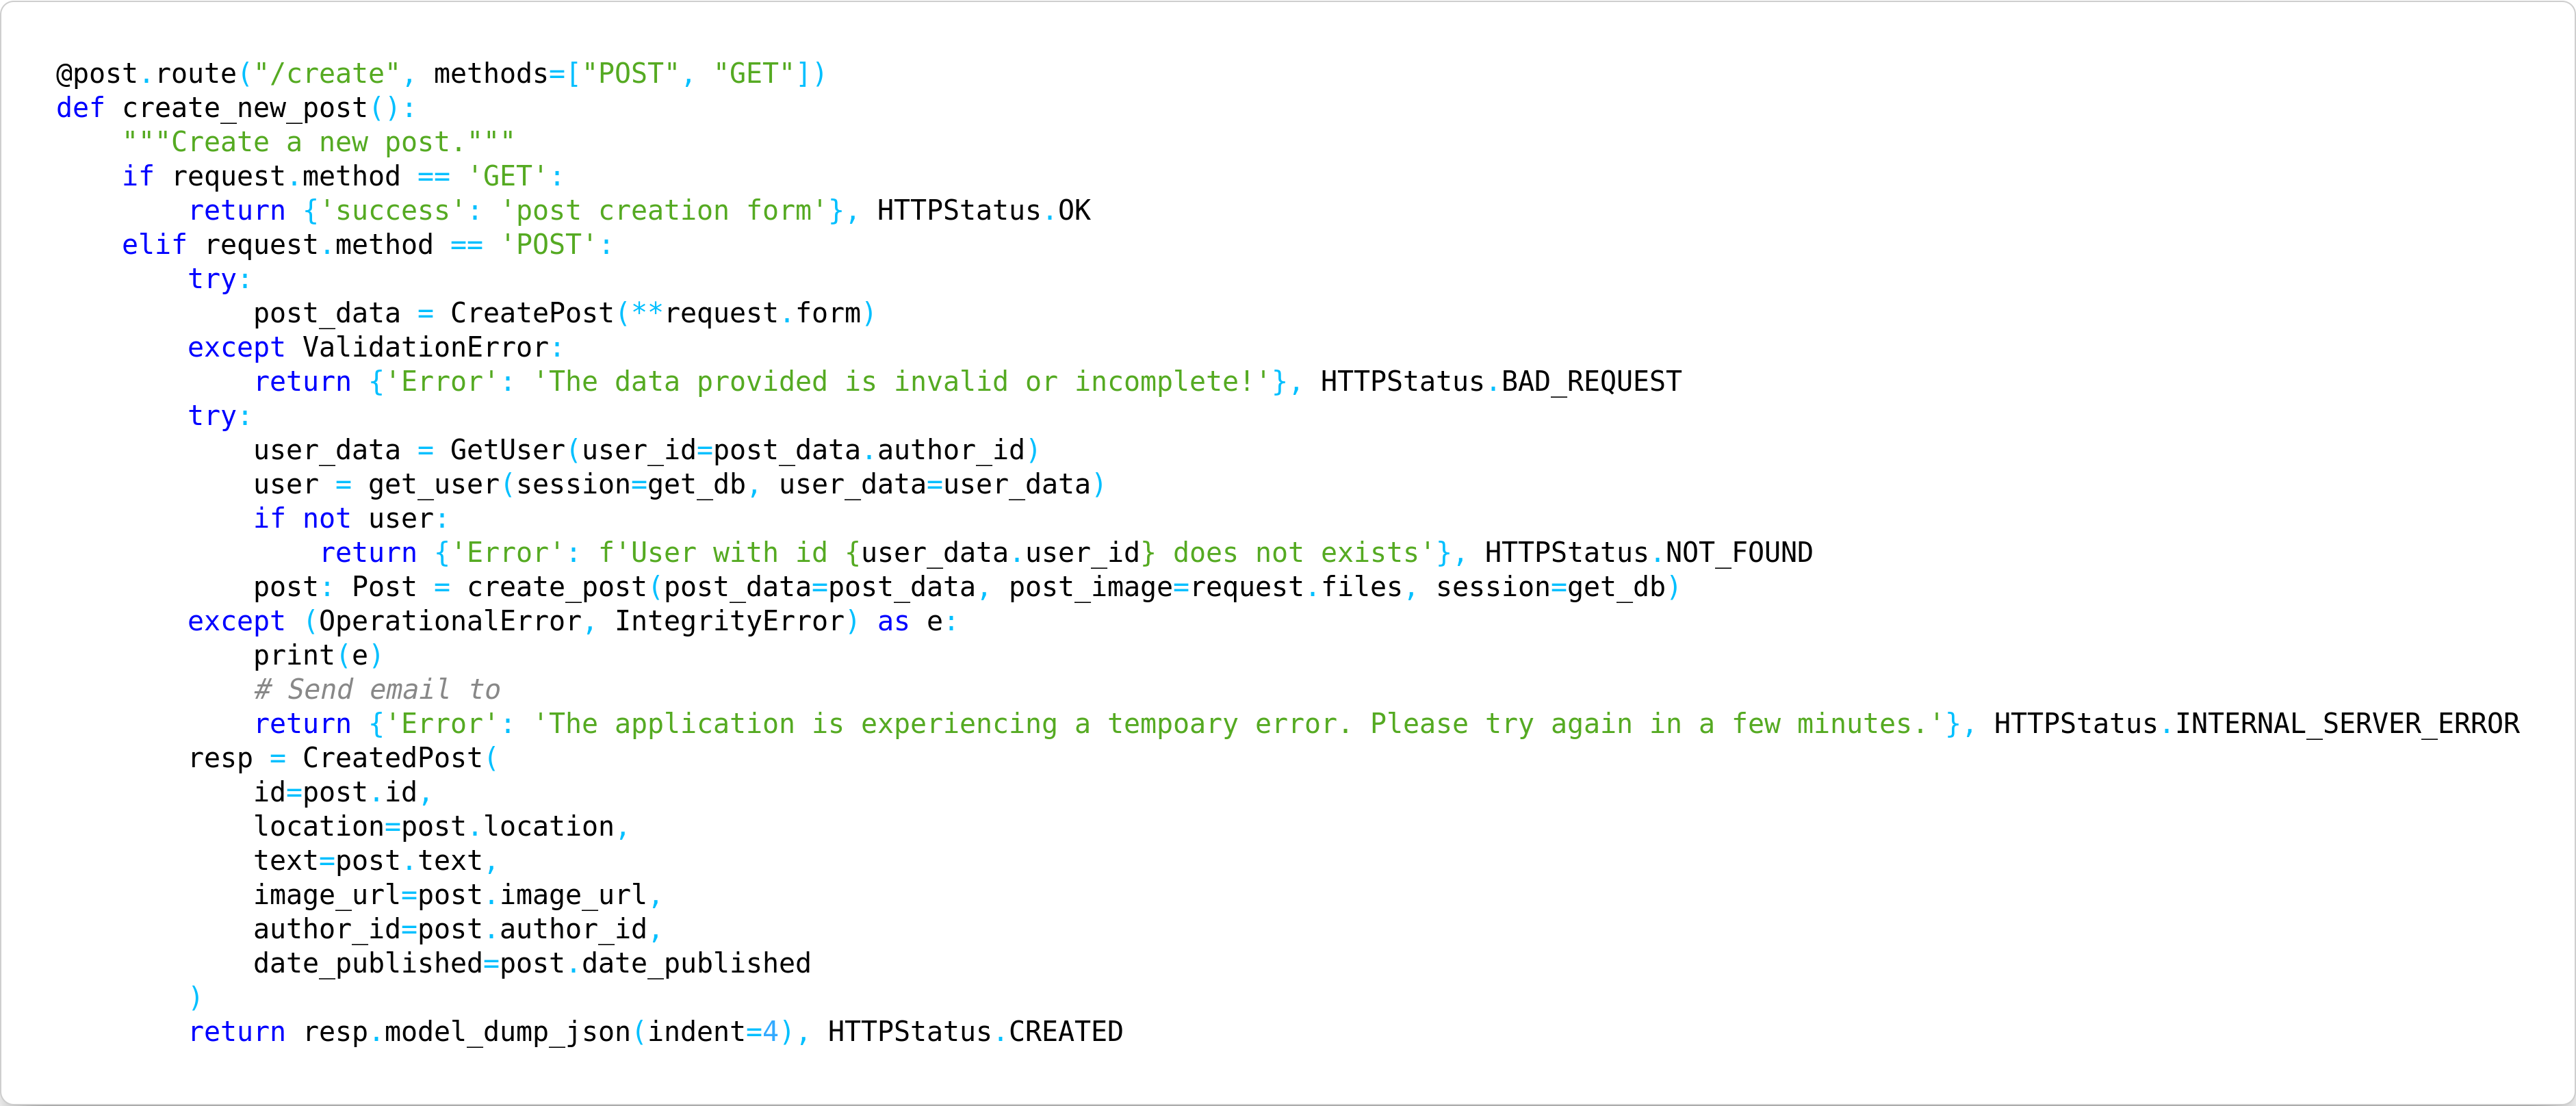 @post.route("/create", methods=["POST", "GET"])
def create_new_post():
    """Create a new post."""
    if request.method == 'GET':
        return {'success': 'post creation form'}, HTTPStatus.OK
    elif request.method == 'POST':
        try:
            post_data = CreatePost(**request.form)
        except ValidationError:
            return {'Error': 'The data provided is invalid or incomplete!'}, HTTPStatus.BAD_REQUEST
        try:
            user_data = GetUser(user_id=post_data.author_id)
            user = get_user(session=get_db, user_data=user_data)
            if not user:
                return {'Error': f'User with id {user_data.user_id} does not exists'}, HTTPStatus.NOT_FOUND
            post: Post = create_post(post_data=post_data, post_image=request.files, session=get_db)
        except (OperationalError, IntegrityError) as e:
            print(e)
            # Send email to
            return {'Error': 'The application is experiencing a tempoary error. Please try again in a few minutes.'}, HTTPStatus.INTERNAL_SERVER_ERROR
        resp = CreatedPost(
            id=post.id,
            location=post.location,
            text=post.text,
            image_url=post.image_url,
            author_id=post.author_id,
            date_published=post.date_published
        )
        return resp.model_dump_json(indent=4), HTTPStatus.CREATED